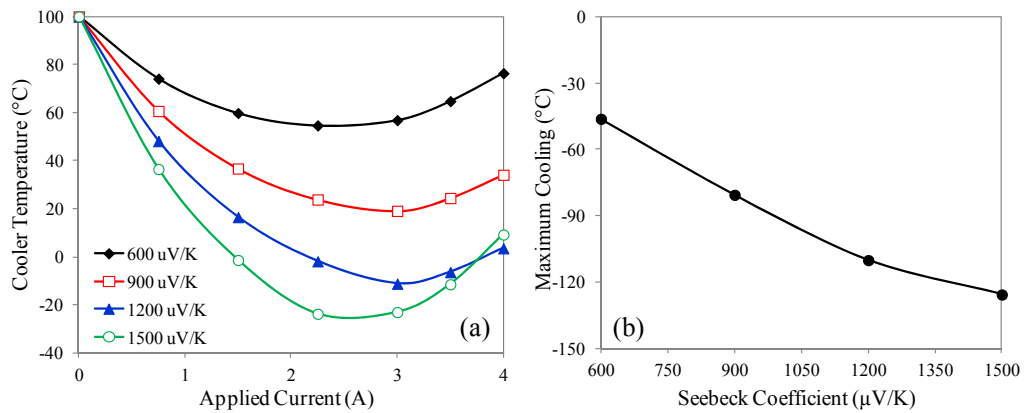 100
80
60
40
20
0
-20
-40
Cooler Temperature (°C)
600 uV/K
900 uV/K
1200 uV/K
1500 uV/K
(a)
0
1
2
3
4
Applied Current (A)
0
-30
-60
-90
-120
-150
Maximum Cooling (°C)
(b)
600
750
900
1050
1200
1350
1500
Seebeck Coefficient (µV/K)